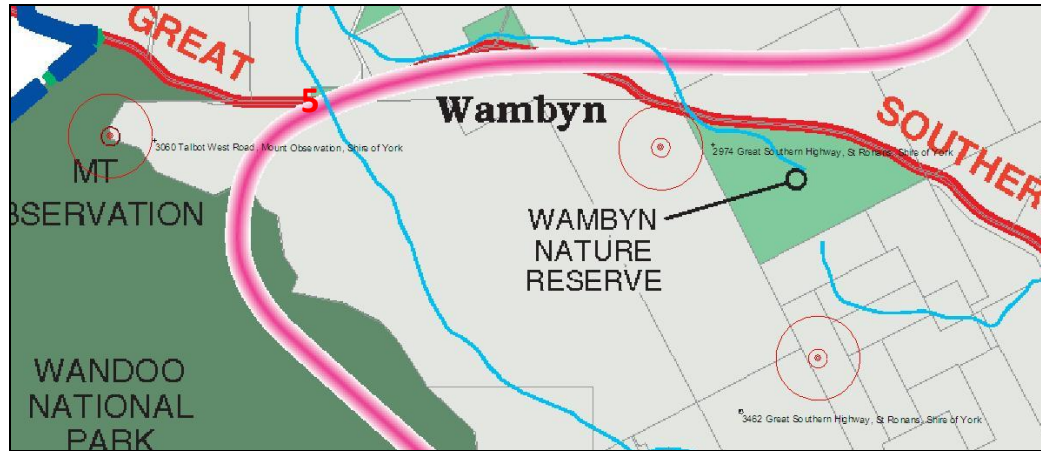 GREAT
5
Wambyn
SOUTHER
3060 Talbot West Road, Mount Observation, Shire of York
2974 Great Southern Highway, St Ronans, Shire of York
MT
BSERVATION
WAMBYN
NATURE
RESERVE
WANDOO
NATIONAL
PARK
3462 Great Southern Highway, St Ronans, Shire of York